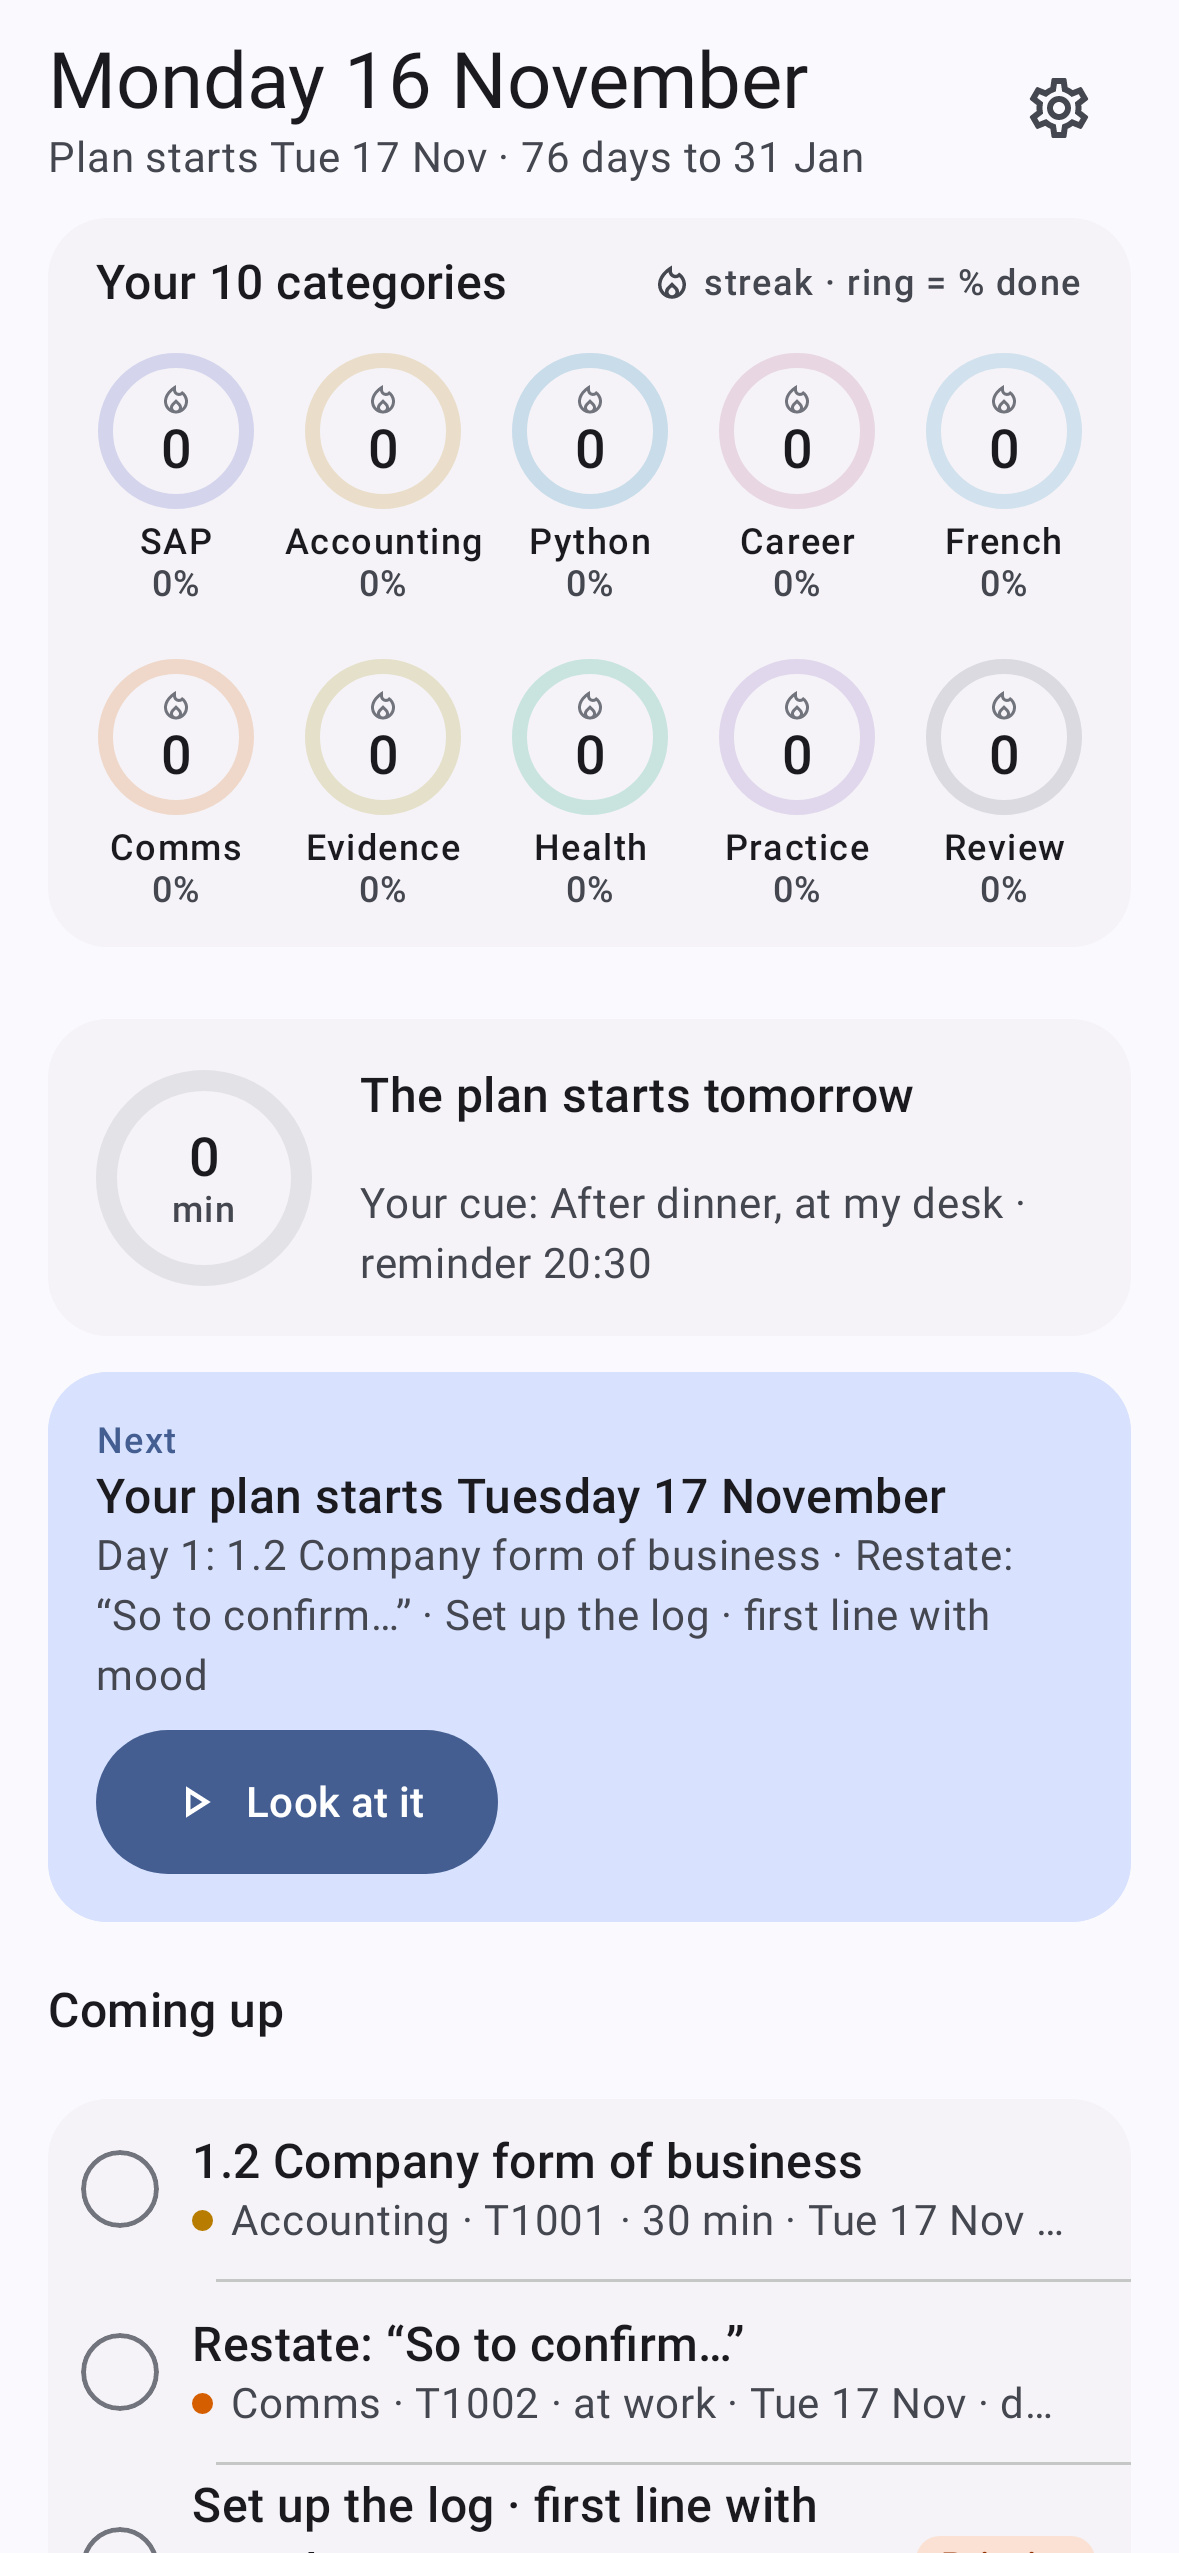 Monday 16 November
Plan starts Tue 17 Nov · 76 days to 31 Jan
Your 10 categories
streak · ring = % done
0 0 0 0 0
SAP Accounting Python Career French
0% 0% 0% 0% 0%
0 0 0 0 0
Comms Evidence Health Practice Review
0% 0% 0% 0% 0%
0
min
The plan starts tomorrow
Your cue: After dinner, at my desk ·
reminder 20:30
Next
Your plan starts Tuesday 17 November
Day 1: 1.2 Company form of business · Restate:
“So to confirm…” · Set up the log · first line with
mood
Look at it
Coming up
1.2 Company form of business
Accounting · T1001 · 30 min · Tue 17 Nov …
Restate: “So to confirm…”
Comms · T1002 · at work · Tue 17 Nov · d…
Set up the log · first line with